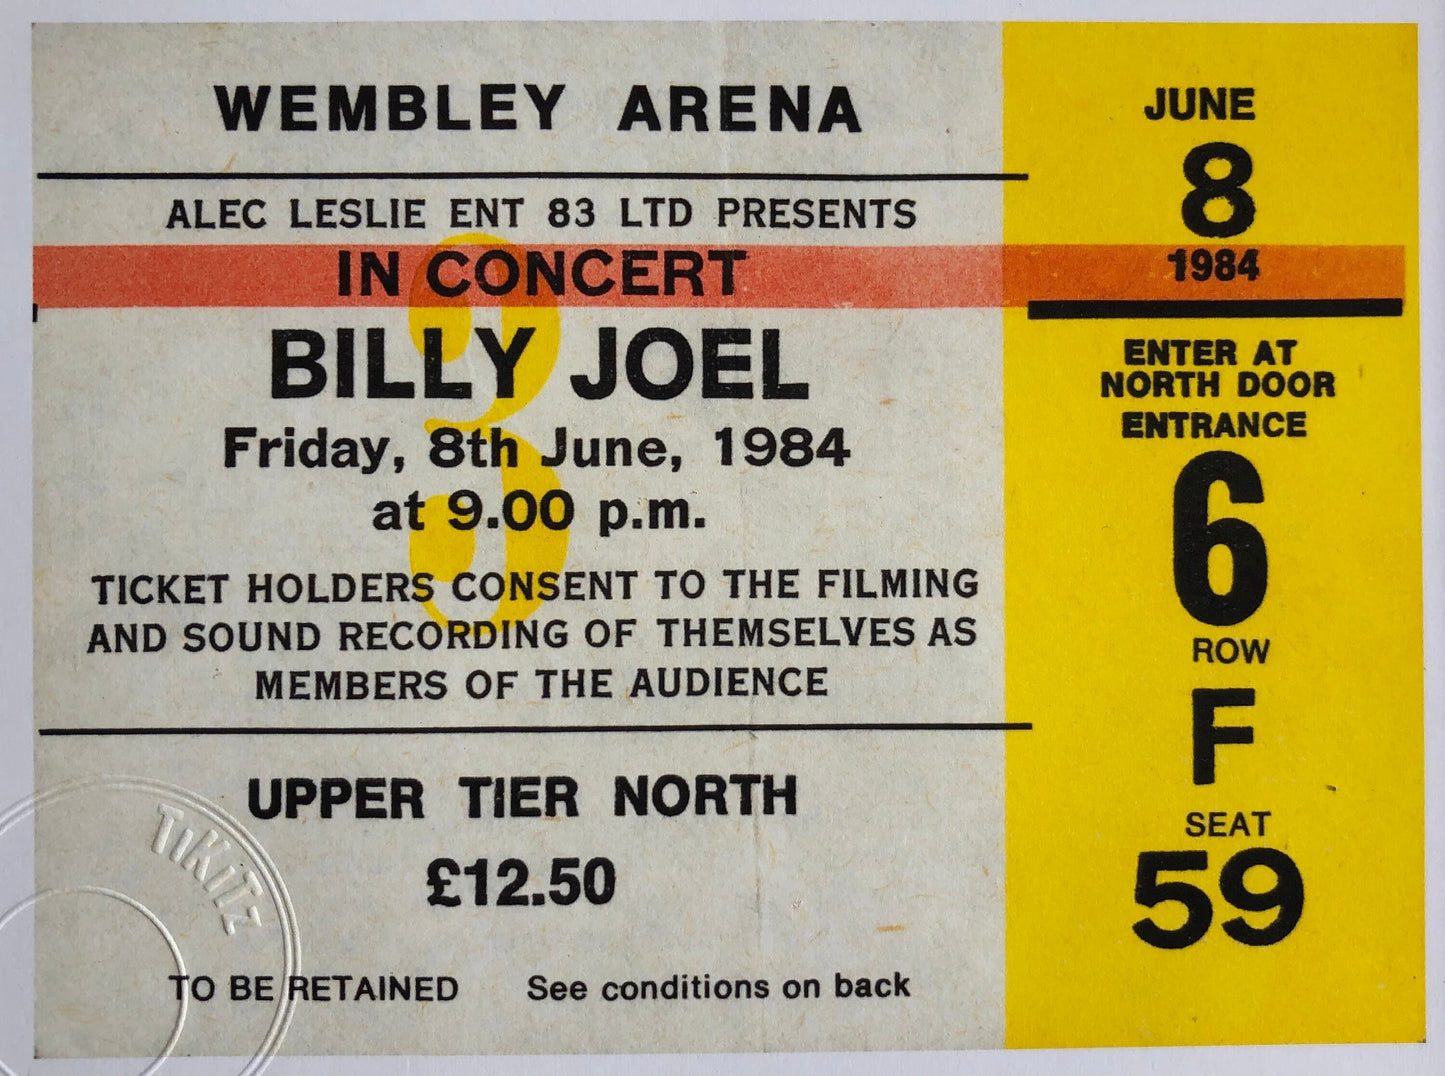 WEMBLEY ARENA
ALEC LESLIE ENT 83 LTD PRESENTS
IN CONCERT
3
BILLY JOEL
Friday, 8th June, 1984
at 9.00 p.m.
TICKET HOLDERS CONSENT TO THE FILMING
AND SOUND RECORDING OF THEMSELVES AS
MEMBERS OF THE AUDIENCE
UPPER TIER NORTH
£12.50
TO BE RETAINED See conditions on back
TiKiTz
JUNE
8
1984
ENTER AT
NORTH DOOR
ENTRANCE
6
ROW
F
SEAT
59